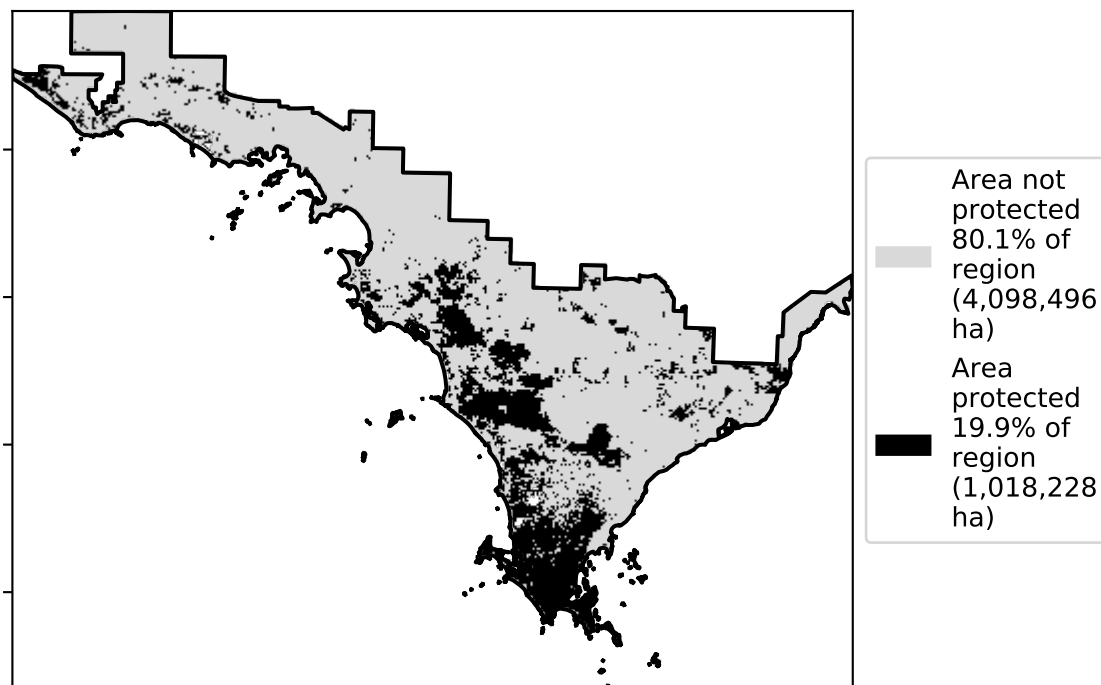 Area not
protected
80.1% of
region
(4,098,496
ha)
Area
protected
19.9% of
region
(1,018,228
ha)